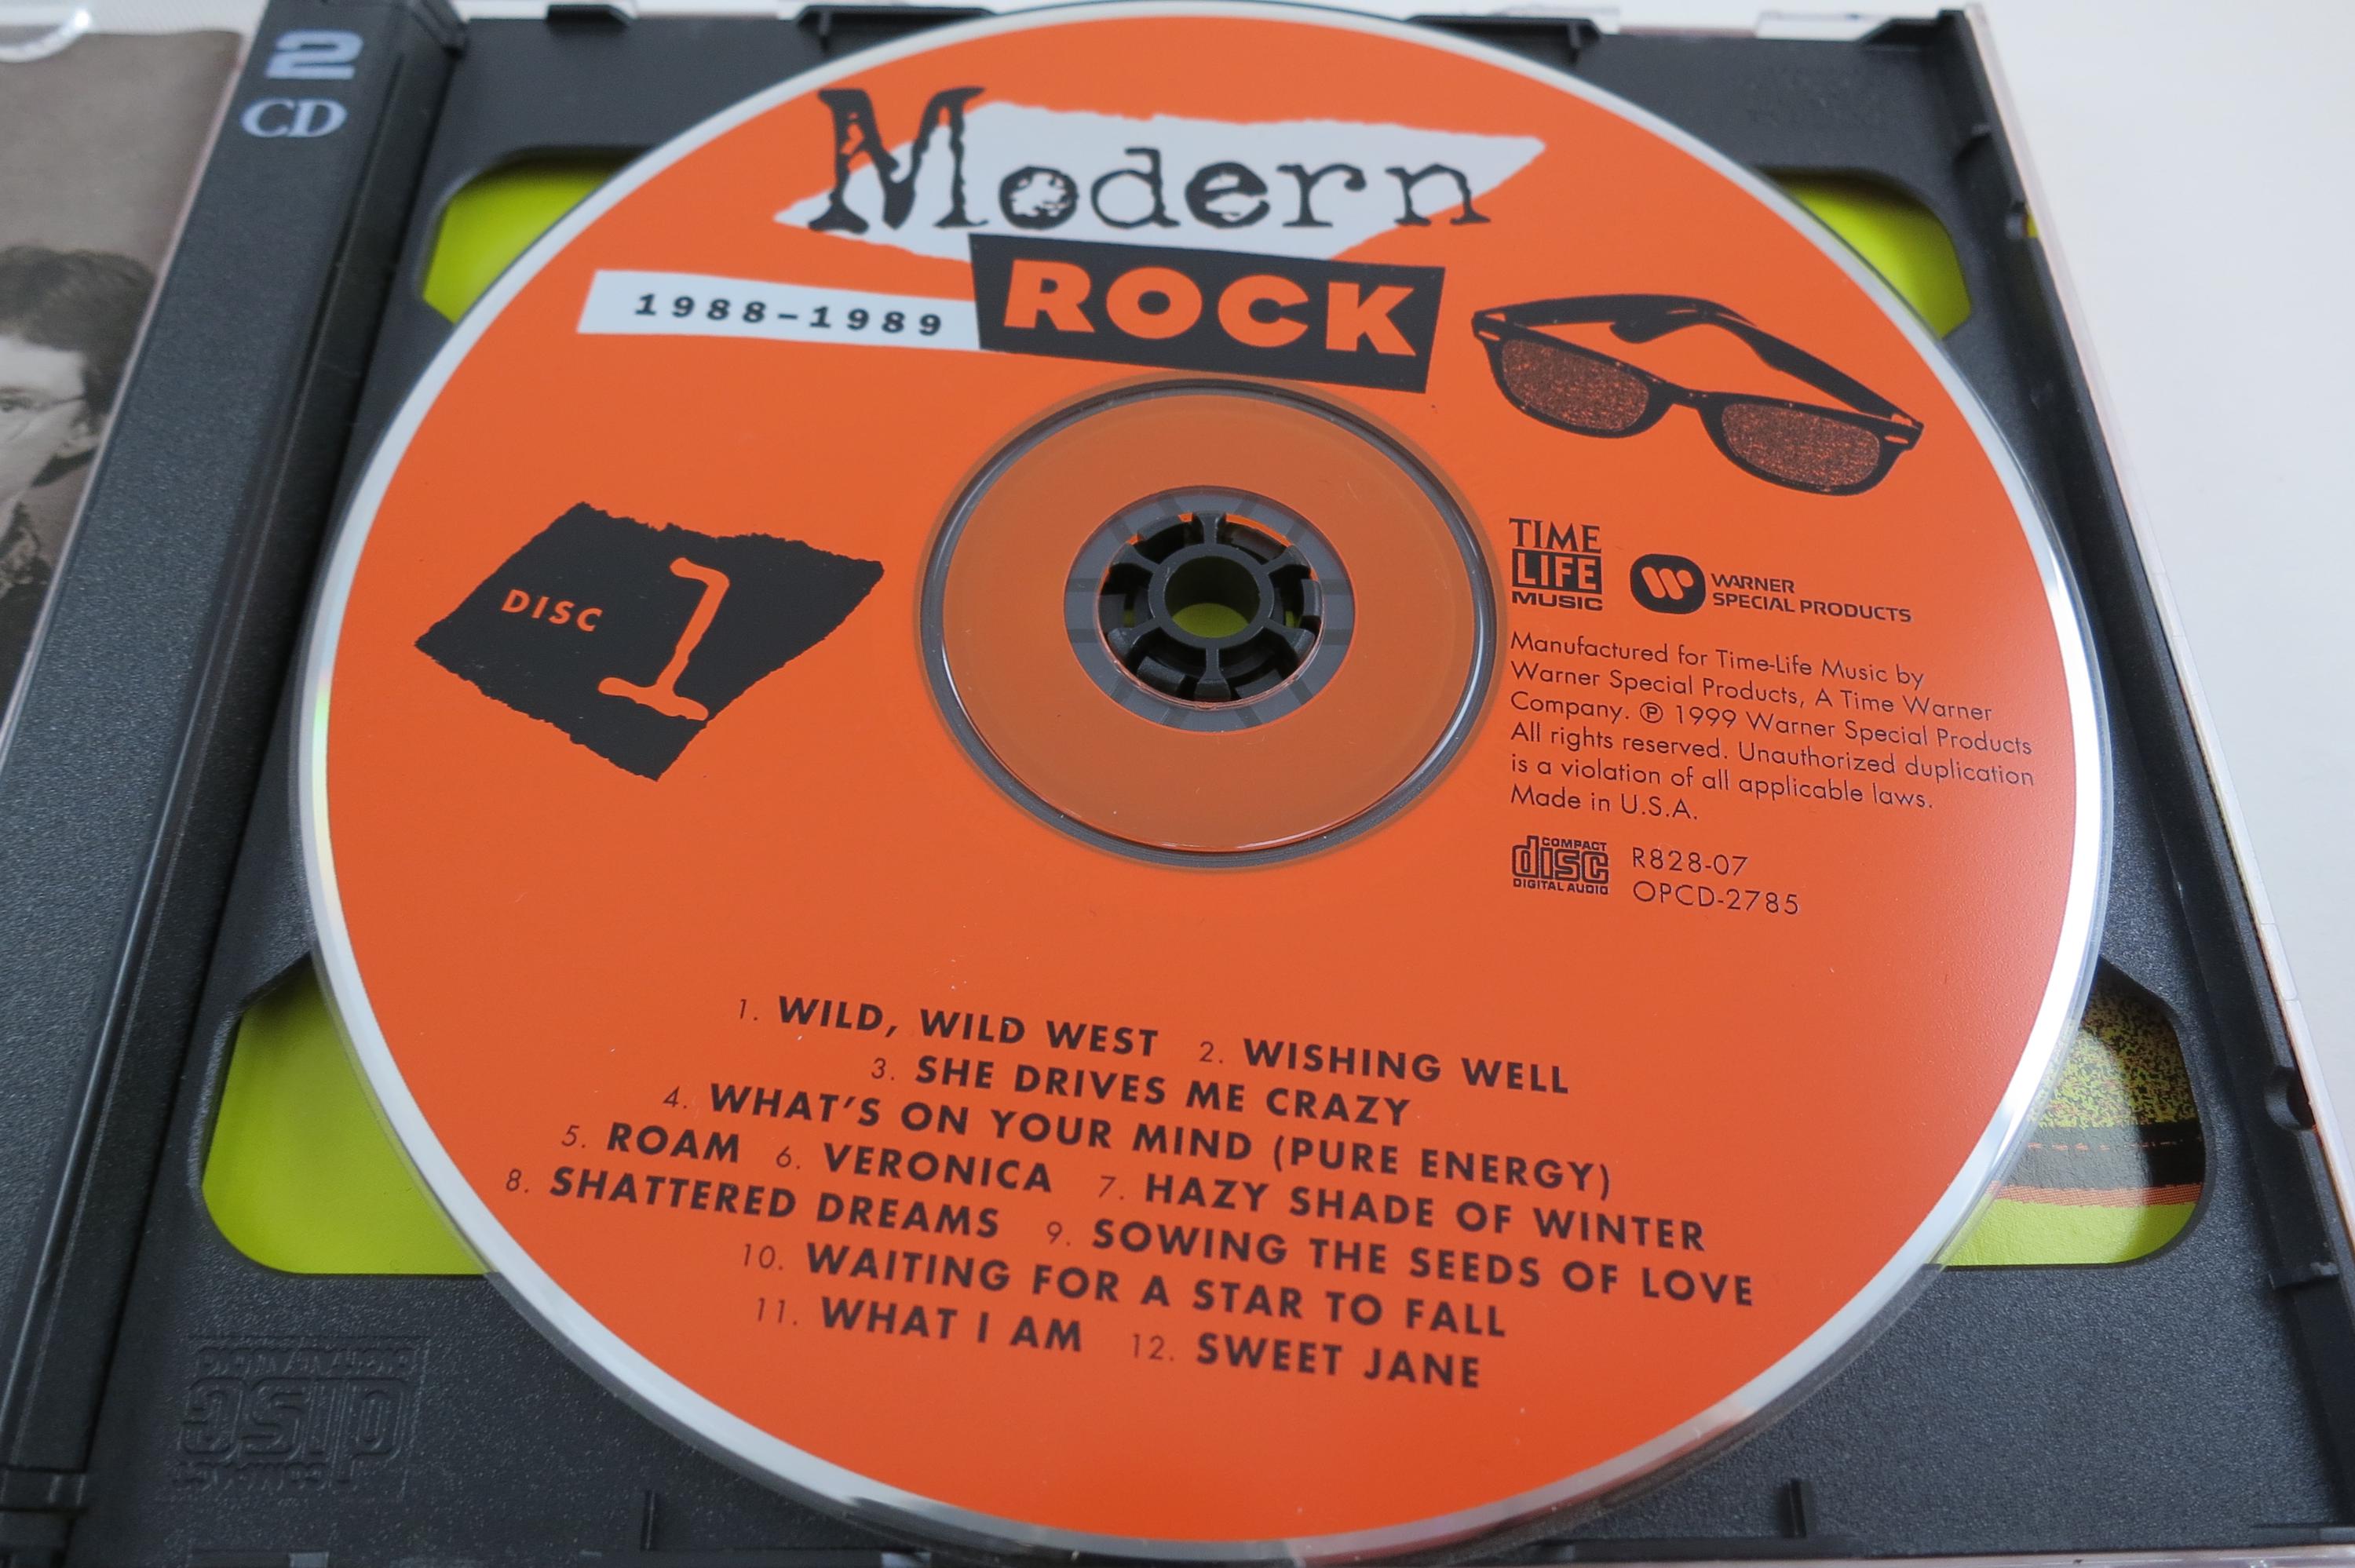 2
CD
Modern
ROCK
1988-1989
DISC 1
TIME
LIFE
MUSIC
WARNER
SPECIAL PRODUCTS
Manufactured for Time-Life Music by
Warner Special Products, A Time Warner
Company. ℗ 1999 Warner Special Products
All rights reserved. Unauthorized duplication
is a violation of all applicable laws.
Made in U.S.A.
COMPACT
disc
DIGITAL AUDIO
R828-07
OPCD-2785
1. WILD, WILD WEST 2. WISHING WELL
3. SHE DRIVES ME CRAZY
4. WHAT'S ON YOUR MIND (PURE ENERGY)
5. ROAM 6. VERONICA 7. HAZY SHADE OF WINTER
8. SHATTERED DREAMS 9. SOWING THE SEEDS OF LOVE
10. WAITING FOR A STAR TO FALL
11. WHAT I AM 12. SWEET JANE
COMPACT
disc
DIGITAL AUDIO